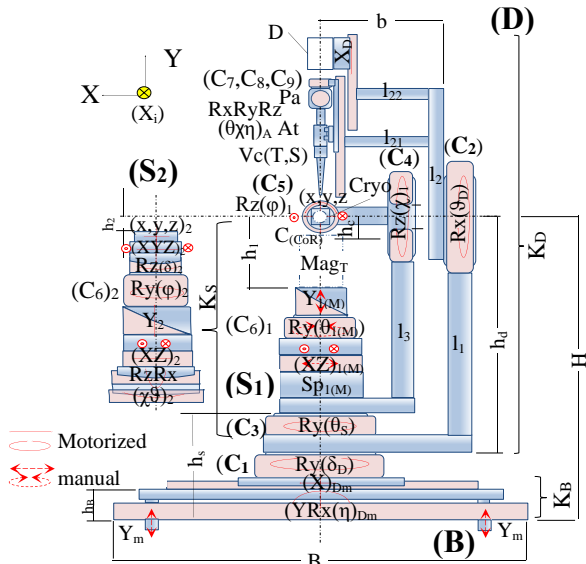 b
(D)
D
X_D
Y
X
(X_i)
(C_7,C_8,C_9)
Pa
l_22
RxRyRz
(θχη)_A At
l_21
Vc(T,S)
(C_4
(C_2)
l_2
(S_2)
(C_5)
(x,y,z
Cryo
Rz(φ)_1
Rz(χ)_1
Rx(ϑ_D)
h_2
(x,y,z)_2
C_(CoR)
h_c
K_D
(XYZ)_2
Rz(δ)_2
h_1
Mag_T
(C_6)_2
Ry(φ)_2
K_S
Y_2
Y_1(M)
(C_6)_1
Ry(θ_1(M))
l_3
l_1
h_d
H
(XZ)_2
(XZ)_1(M)
RzRx
(χϑ)_2
(S_1)
Sp_1(M)
Motorized
h_s
(C_3)
Ry(θ_S)
manual
(C_1
Ry(δ_D)
(X)_Dm
K_B
h_B
(YRx(η)_Dm
Y_m
(B)
Y_m
B